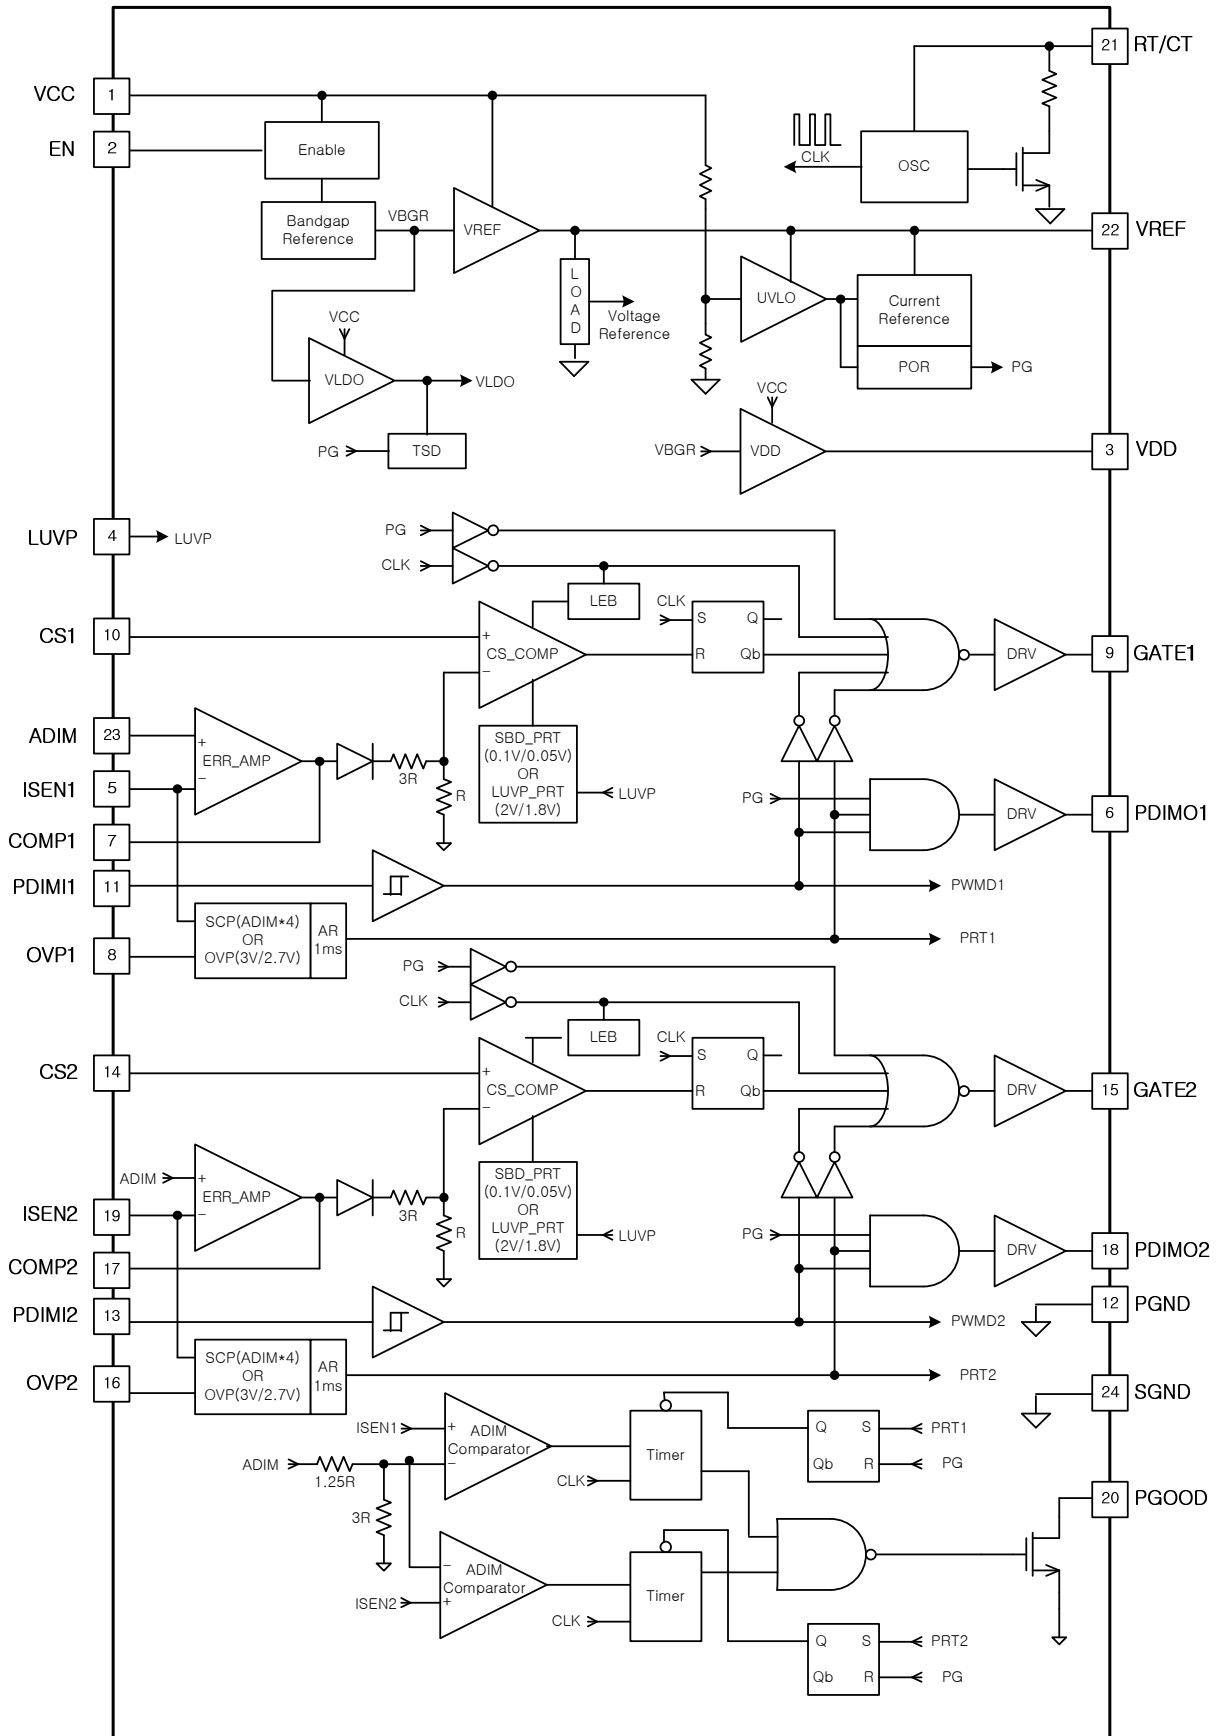 21 RT/CT
VCC 1
EN 2
Enable
CLK
OSC
Bandgap
Reference
VBGR
VREF
22 VREF
L
O
A
D
Voltage
Reference
UVLO
Current
Reference
POR
PG
VCC
VLDO
VLDO
PG
TSD
VCC
VBGR
VDD
3 VDD
LUVP 4
LUVP
PG
CLK
LEB
CLK
S Q
R Qb
CS1 10
+
CS_COMP
−
DRV
9 GATE1
ADIM 23
+
ERR_AMP
−
3R
R
SBD_PRT
(0.1V/0.05V)
OR
LUVP_PRT
(2V/1.8V)
LUVP
ISEN1 5
PG
DRV
6 PDIMO1
COMP1 7
PDIMI1 11
PWMD1
OVP1 8
SCP(ADIM*4)
OR
OVP(3V/2.7V)
AR
1ms
PRT1
PG
CLK
LEB
CLK
S Q
R Qb
CS2 14
+
CS_COMP
−
DRV
15 GATE2
ADIM
+
ERR_AMP
−
3R
R
SBD_PRT
(0.1V/0.05V)
OR
LUVP_PRT
(2V/1.8V)
LUVP
ISEN2 19
PG
DRV
18 PDIMO2
COMP2 17
12 PGND
PDIMI2 13
PWMD2
OVP2 16
SCP(ADIM*4)
OR
OVP(3V/2.7V)
AR
1ms
PRT2
24 SGND
ISEN1
+
ADIM
Comparator
−
ADIM
1.25R
3R
Timer
CLK
Q S
Qb R
PRT1
PG
20 PGOOD
−
ADIM
Comparator
+
ISEN2
Timer
CLK
Q S
Qb R
PRT2
PG